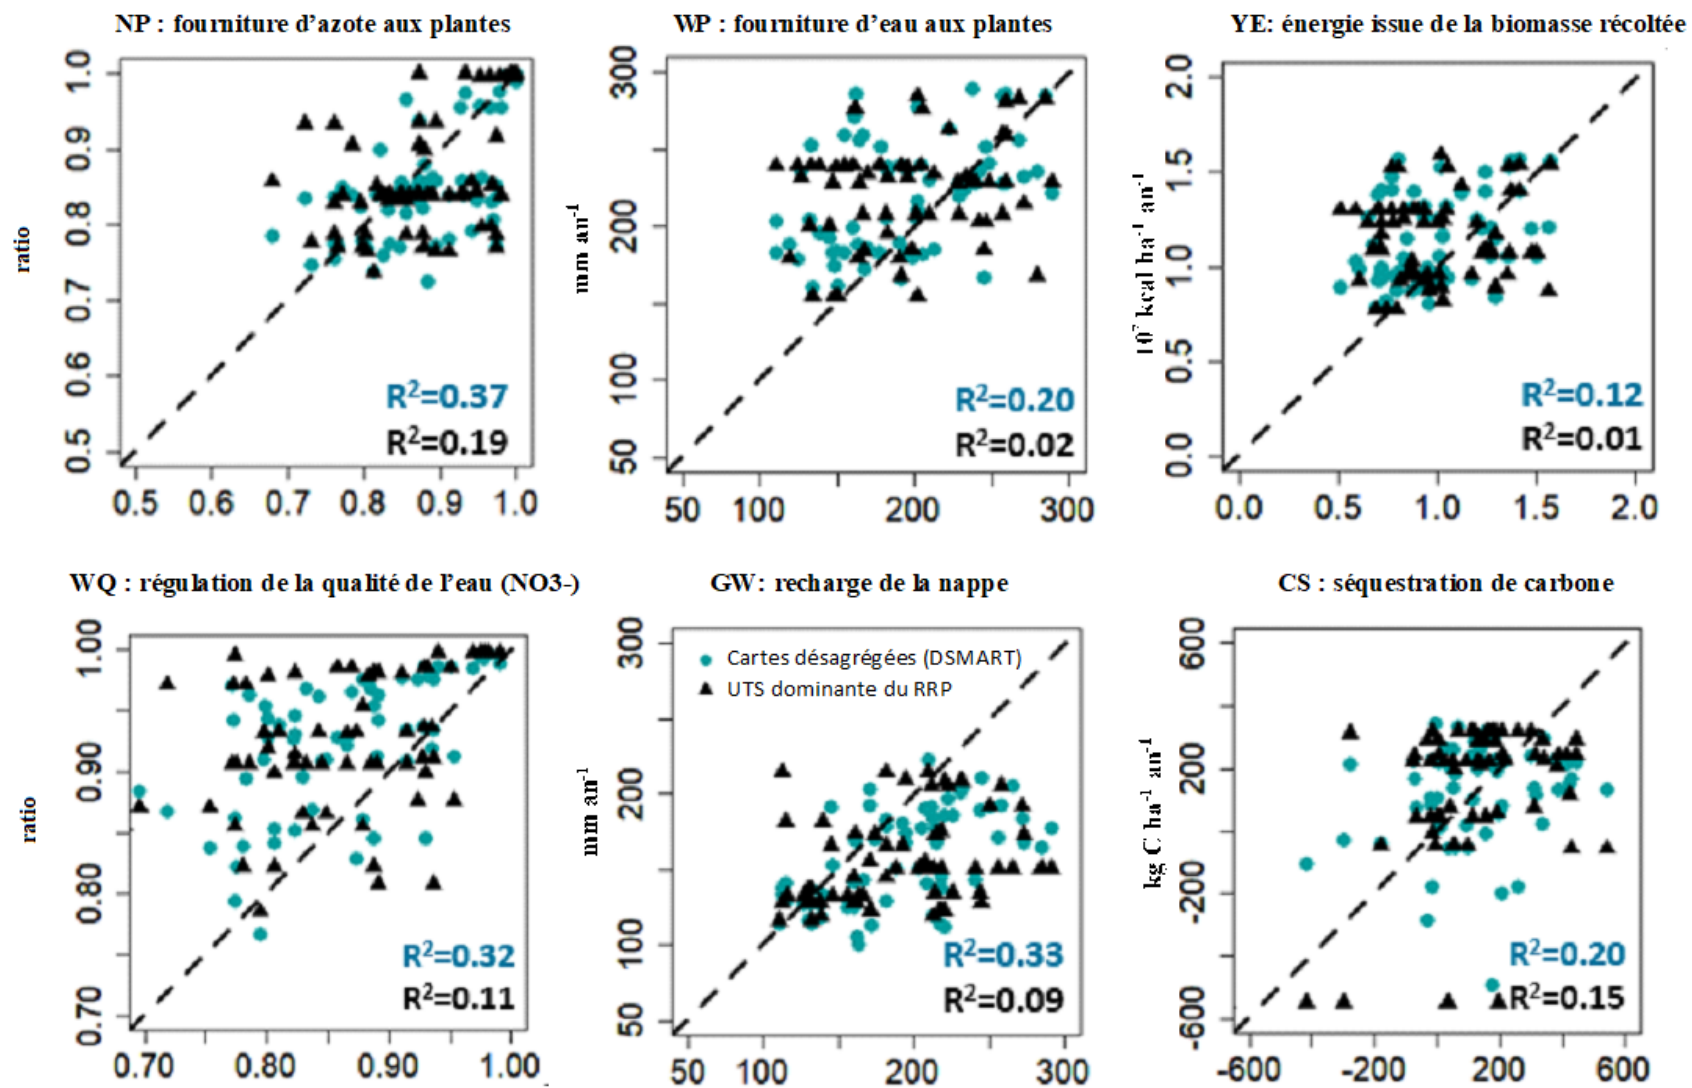 NP : fourniture d'azote aux plantes
WP : fourniture d'eau aux plantes
YE: énergie issue de la biomasse récoltée
ratio
1.0
0.9
0.8
0.7
0.6
0.5
R²=0.37
R²=0.19
0.5 0.6 0.7 0.8 0.9 1.0
mm an⁻¹
300
200
100
50
R²=0.20
R²=0.02
50 100 200 300
10⁷ kcal ha⁻¹ an⁻¹
2.0
1.5
1.0
0.5
0.0
R²=0.12
R²=0.01
0.0 0.5 1.0 1.5 2.0
WQ : régulation de la qualité de l'eau (NO3-)
GW: recharge de la nappe
CS : séquestration de carbone
ratio
1.00
0.90
0.80
0.70
R²=0.32
R²=0.11
0.70 0.80 0.90 1.00
mm an⁻¹
300
200
100
50
Cartes désagrégées (DSMART)
UTS dominante du RRP
R²=0.33
R²=0.09
50 100 200 300
kg C ha⁻¹ an⁻¹
600
200
-200
-600
R²=0.20
R²=0.15
-600 -200 200 600